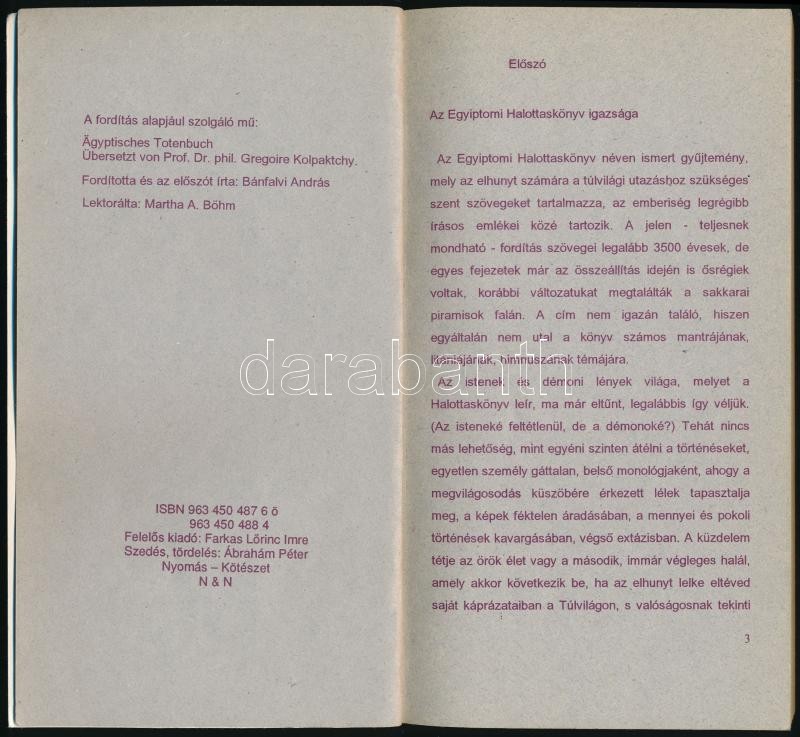 A fordítás alapjául szolgáló mű:
Ägyptisches Totenbuch
Übersetzt von Prof. Dr. phil. Gregoire Kolpaktchy.
Fordította és az előszót írta: Bánfalvi András
Lektorálta: Martha A. Böhm
ISBN 963 450 487 6 ö
963 450 488 4
Felelős kiadó: Farkas Lőrinc Imre
Szedés, tördelés: Ábrahám Péter
Nyomás – Kötészet
N & N
Előszó
Az Egyiptomi Halottaskönyv igazsága
Az Egyiptomi Halottaskönyv néven ismert gyűjtemény,
mely az elhunyt számára a túlvilági utazáshoz szükséges
szent szövegeket tartalmazza, az emberiség legrégibb
írásos emlékei közé tartozik. A jelen - teljesnek
mondható - fordítás szövegei legalább 3500 évesek, de
egyes fejezetek már az összeállítás idején is ősrégiek
voltak, korábbi változatukat megtalálták a sakkarai
piramisok falán. A cím nem igazán találó, hiszen
egyáltalán nem utal a könyv számos mantrájának,
litániájának, himnuszának témájára.
Az istenek és démoni lények világa, melyet a
Halottaskönyv leír, ma már eltűnt, legalábbis így véljük.
(Az isteneké feltétlenül, de a démonoké?) Tehát nincs
más lehetőség, mint egyéni szinten átélni a történéseket,
egyetlen személy gáttalan, belső monológjaként, ahogy a
megvilágosodás küszöbére érkezett lélek tapasztalja
meg, a képek féktelen áradásában, a mennyei és pokoli
történések kavargásában, végső extázisban. A küzdelem
tétje az örök élet vagy a második, immár végleges halál,
amely akkor következik be, ha az elhunyt lelke eltéved
saját káprázataiban a Túlvilágon, s valóságosnak tekinti
3
darabanth